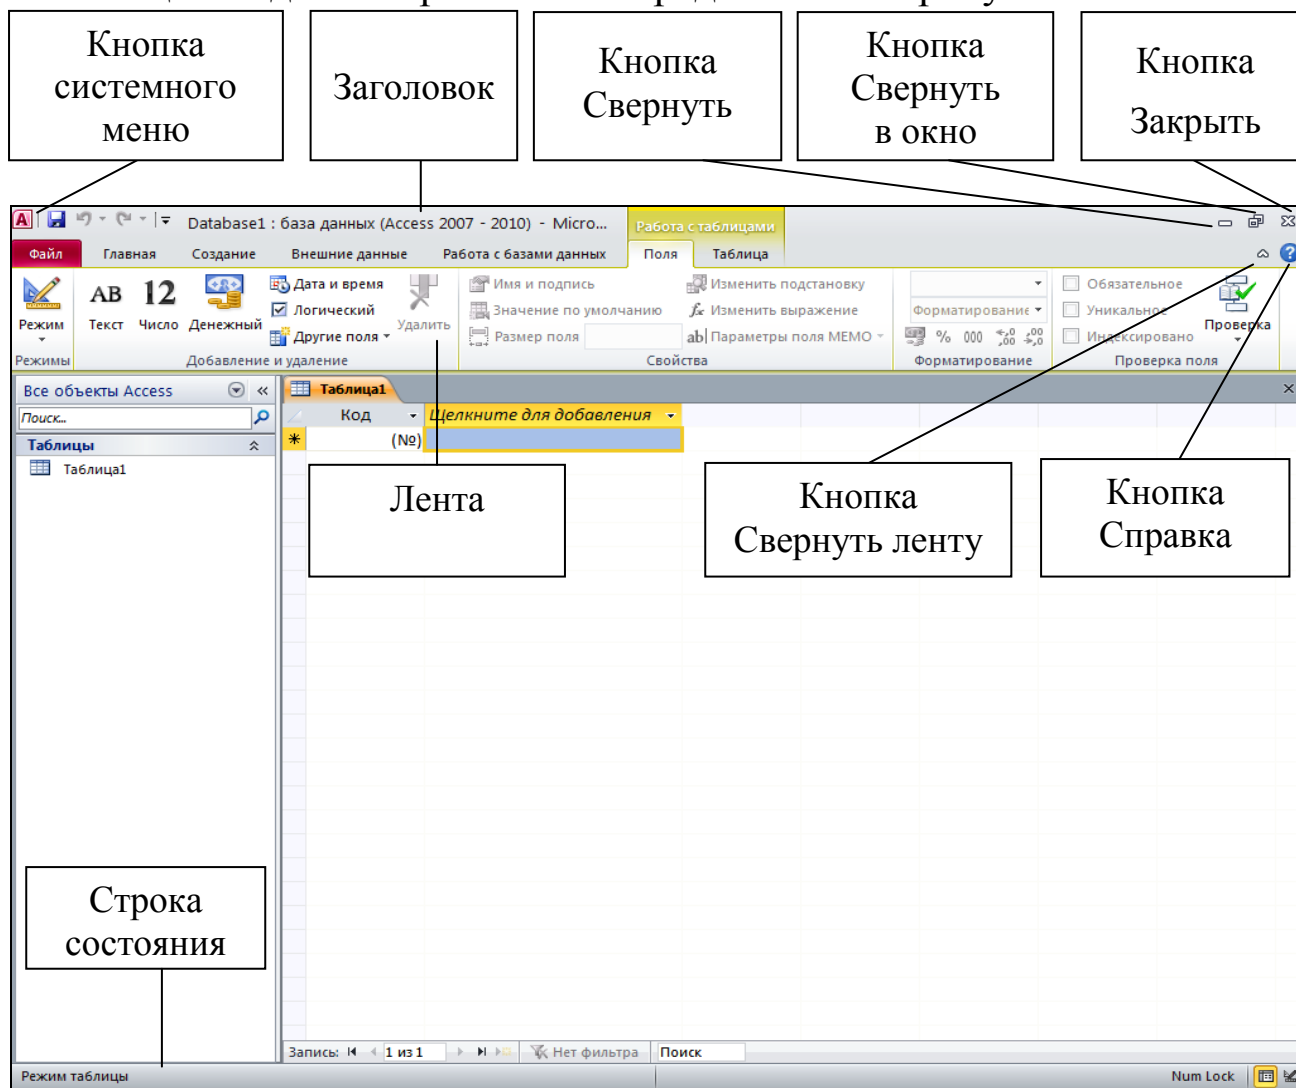 Кнопка
системного
меню
Заголовок
Кнопка
Свернуть
Кнопка
Свернуть
в окно
Кнопка
Закрыть
Database1 : база данных (Access 2007 - 2010) - Micro...
Работа с таблицами
Файл Главная Создание Внешние данные Работа с базами данных Поля Таблица
Режим
АВ Текст
12 Число
Денежный
Дата и время
Логический
Другие поля
Удалить
Имя и подпись
Значение по умолчанию
Размер поля
Изменить подстановку
fx Изменить выражение
ab| Параметры поля МЕМО
Форматирование
% 000 ,00 ,0
Обязательное
Уникальное
Индексировано
Проверка
Режимы Добавление и удаление Свойства Форматирование Проверка поля
Все объекты Access
Поиск...
Таблицы
Таблица1
Таблица1
Код Щелкните для добавления
(№)
Лента
Кнопка
Свернуть ленту
Кнопка
Справка
Строка
состояния
Запись: 1 из 1 Нет фильтра Поиск
Режим таблицы Num Lock